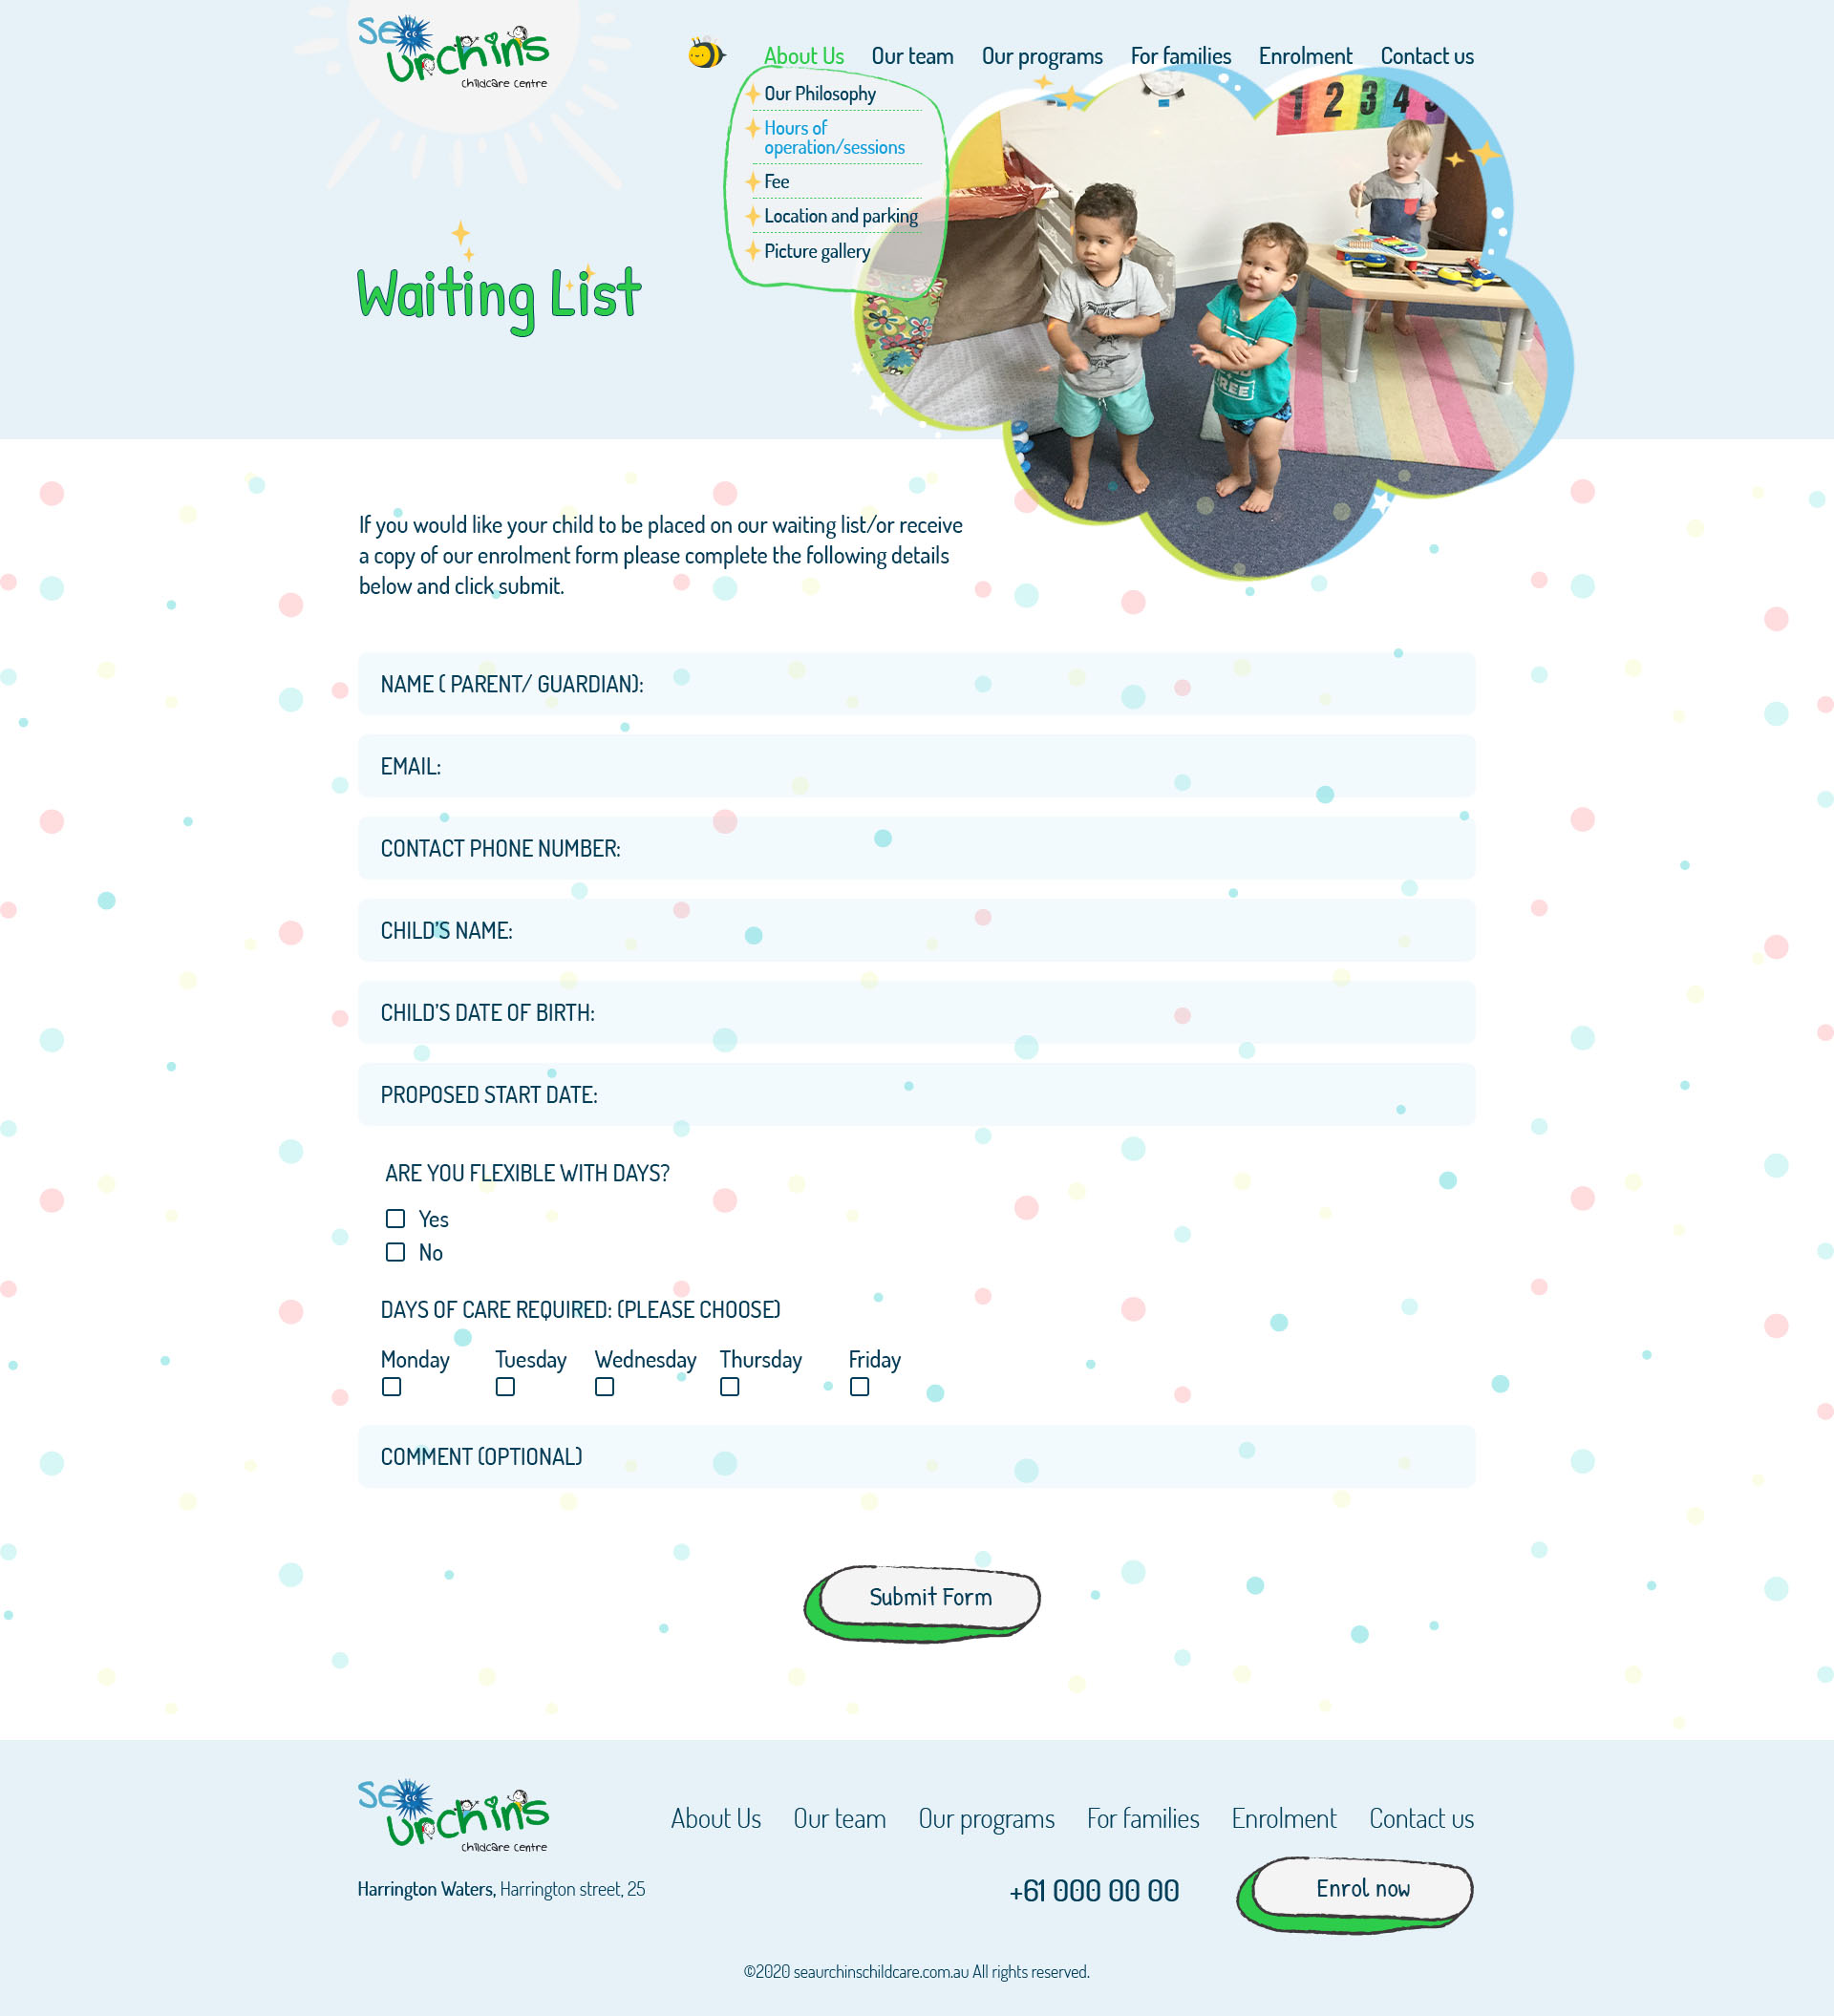 Sea
Urchins
childcare centre
About Us Our team Our programs For families Enrolment Contact us
Our Philosophy
Hours of
operation/sessions
Fee
Location and parking
Picture gallery
1 2 3 4
Waiting List
REE
If you would like your child to be placed on our waiting list/or receive
a copy of our enrolment form please complete the following details
below and click submit.
NAME ( PARENT/ GUARDIAN):
EMAIL:
CONTACT PHONE NUMBER:
CHILD'S NAME:
CHILD'S DATE OF BIRTH:
PROPOSED START DATE:
ARE YOU FLEXIBLE WITH DAYS?
Yes
No
DAYS OF CARE REQUIRED: (PLEASE CHOOSE)
Monday Tuesday Wednesday Thursday Friday
COMMENT (OPTIONAL)
Submit Form
Sea
Urchins
childcare centre
About Us Our team Our programs For families Enrolment Contact us
Harrington Waters, Harrington street, 25
+61 000 00 00
Enrol now
©2020 seaurchinschildcare.com.au All rights reserved.